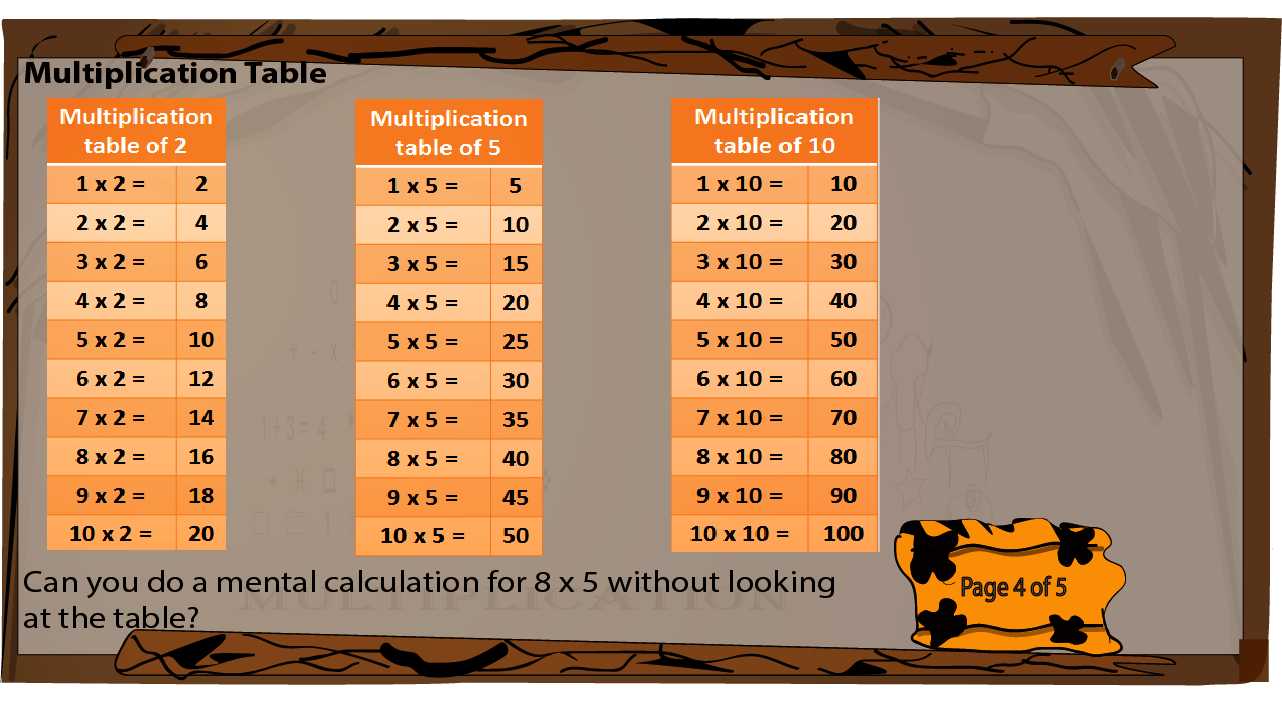 Multiplication Table
Multiplication
table of 2
1 x 2 = 2
2 x 2 = 4
3 x 2 = 6
4 x 2 = 8
5 x 2 = 10
6 x 2 = 12
7 x 2 = 14
8 x 2 = 16
9 x 2 = 18
10 x 2 = 20
Multiplication
table of 5
1 x 5 = 5
2 x 5 = 10
3 x 5 = 15
4 x 5 = 20
5 x 5 = 25
6 x 5 = 30
7 x 5 = 35
8 x 5 = 40
9 x 5 = 45
10 x 5 = 50
Multiplication
table of 10
1 x 10 = 10
2 x 10 = 20
3 x 10 = 30
4 x 10 = 40
5 x 10 = 50
6 x 10 = 60
7 x 10 = 70
8 x 10 = 80
9 x 10 = 90
10 x 10 = 100
0
+ - x
1+3= 4
1
MULTIPLICATION
Can you do a mental calculation for 8 x 5 without looking
at the table?
Page 4 of 5